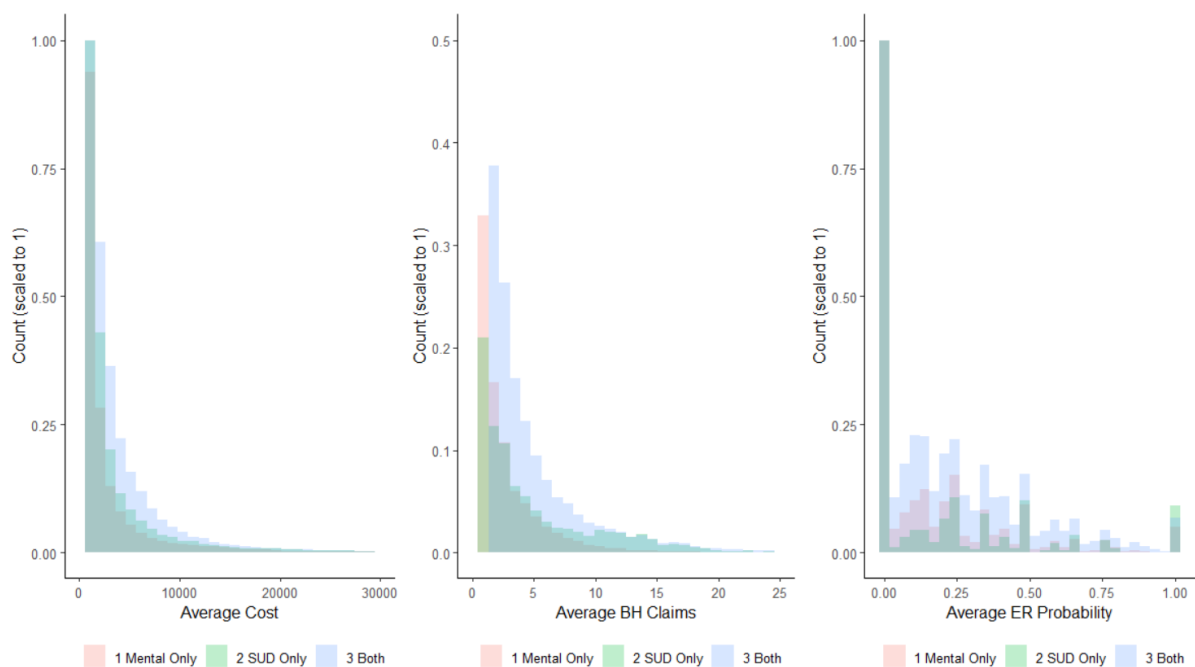 1.00
0.75
0.50
0.25
0.00
Count (scaled to 1)
0
10000
20000
30000
Average Cost
1 Mental Only
2 SUD Only
3 Both
0.5
0.4
0.3
0.2
0.1
0.0
Count (scaled to 1)
0
5
10
15
20
25
Average BH Claims
1 Mental Only
2 SUD Only
3 Both
1.00
0.75
0.50
0.25
0.00
Count (scaled to 1)
0.00
0.25
0.50
0.75
1.00
Average ER Probability
1 Mental Only
2 SUD Only
3 Both